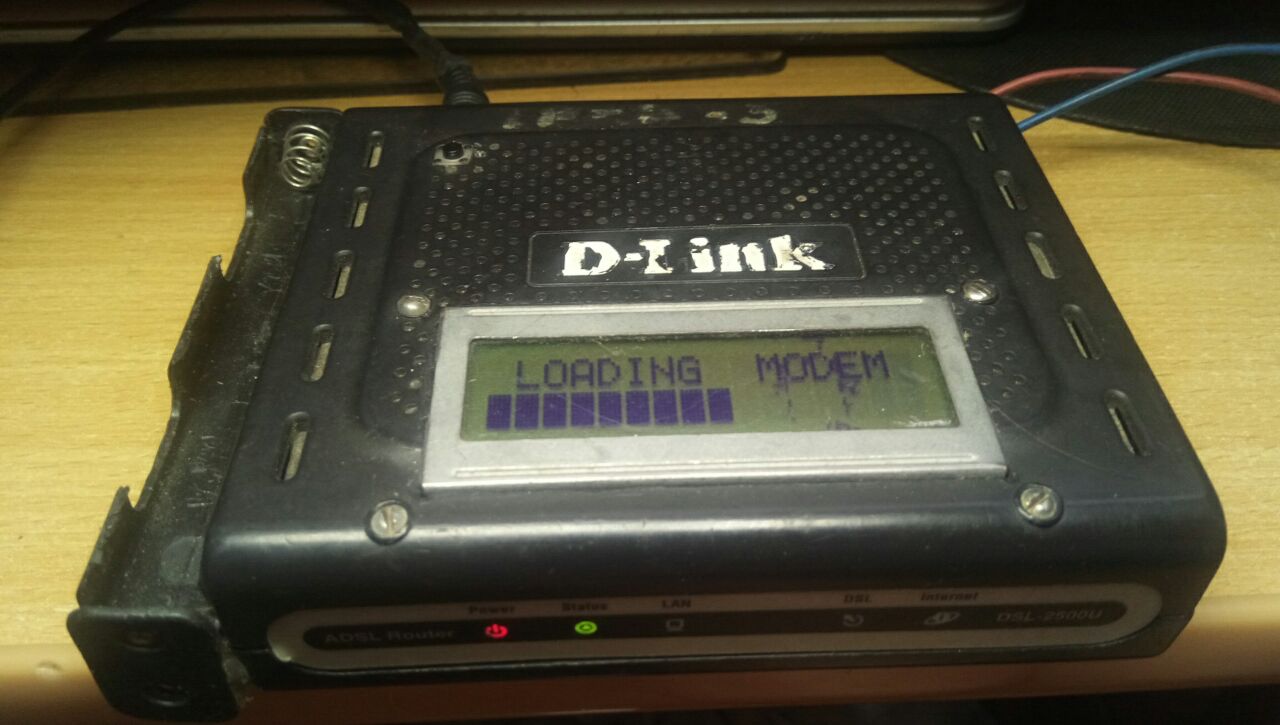 D-Link
LOADING MODEM
Power Status LAN DSL Internet
ADSL Router DSL-2500U